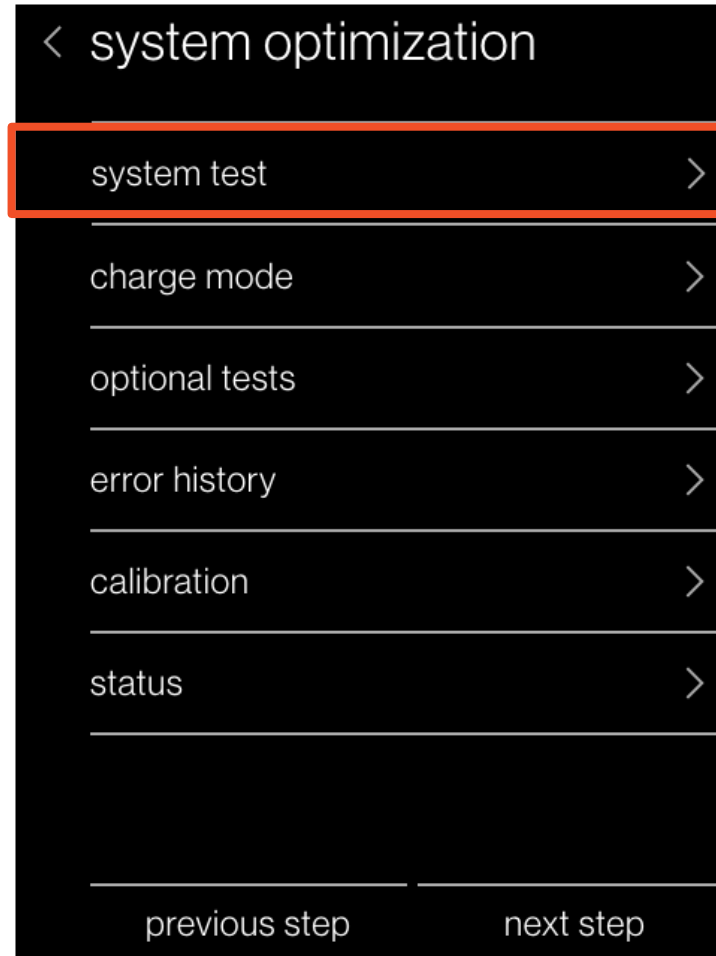 system optimization
system test
charge mode
optional tests
error history
calibration
status
previous step next step